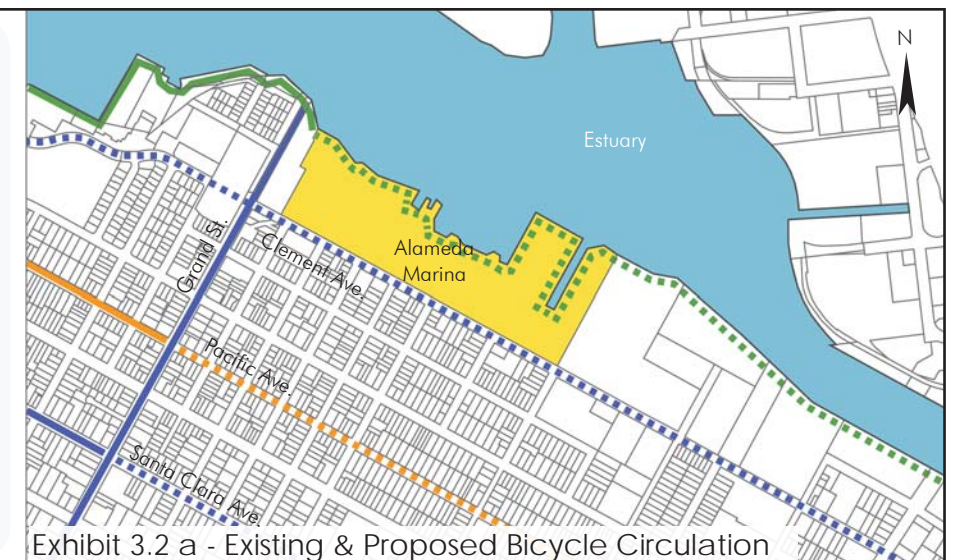 N
Estuary
Grand St.
Clement Ave.
Alameda
Marina
Pacific Ave.
Santa Clara Ave.
Exhibit 3.2 a - Existing & Proposed Bicycle Circulation